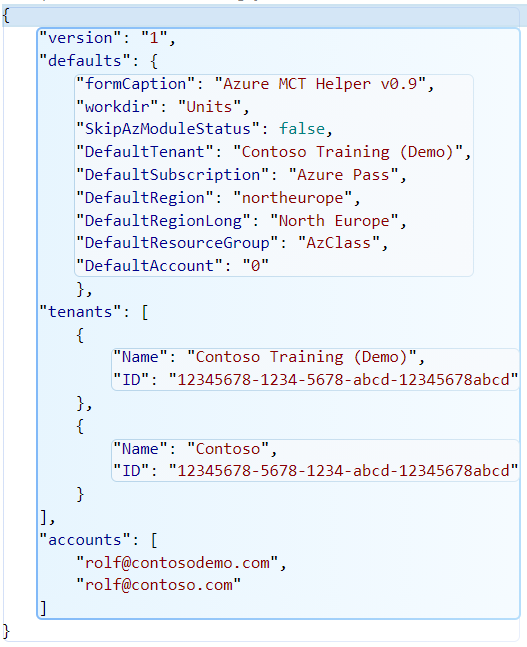 {
"version": "1",
"defaults": {
"formCaption": "Azure MCT Helper v0.9",
"workdir": "Units",
"SkipAzModuleStatus": false,
"DefaultTenant": "Contoso Training (Demo)",
"DefaultSubscription": "Azure Pass",
"DefaultRegion": "northeurope",
"DefaultRegionLong": "North Europe",
"DefaultResourceGroup": "AzClass",
"DefaultAccount": "0"
},
"tenants": [
{
"Name": "Contoso Training (Demo)",
"ID": "12345678-1234-5678-abcd-12345678abcd"
},
{
"Name": "Contoso",
"ID": "12345678-5678-1234-abcd-12345678abcd"
}
],
"accounts": [
"rolf@contosodemo.com",
"rolf@contoso.com"
]
}